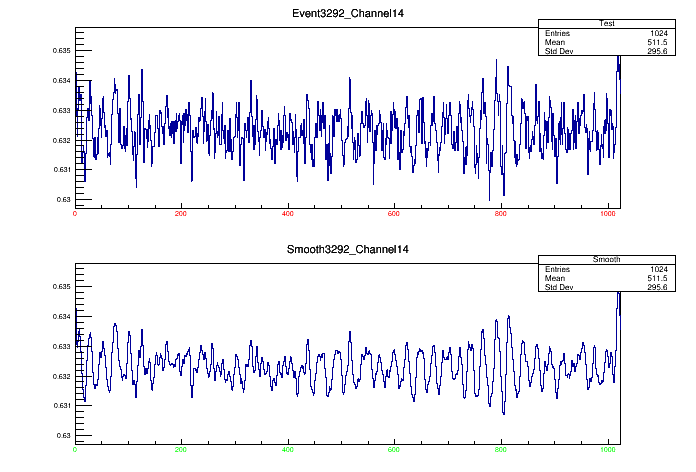 Event3292_Channel14
Test
Entries 1024
Mean 511.5
Std Dev 295.6
0.635
0.634
0.633
0.632
0.631
0.63
0 200 400 600 800 1000
Smooth3292_Channel14
Smooth
Entries 1024
Mean 511.5
Std Dev 295.6
0.635
0.634
0.633
0.632
0.631
0.63
0 200 400 600 800 1000